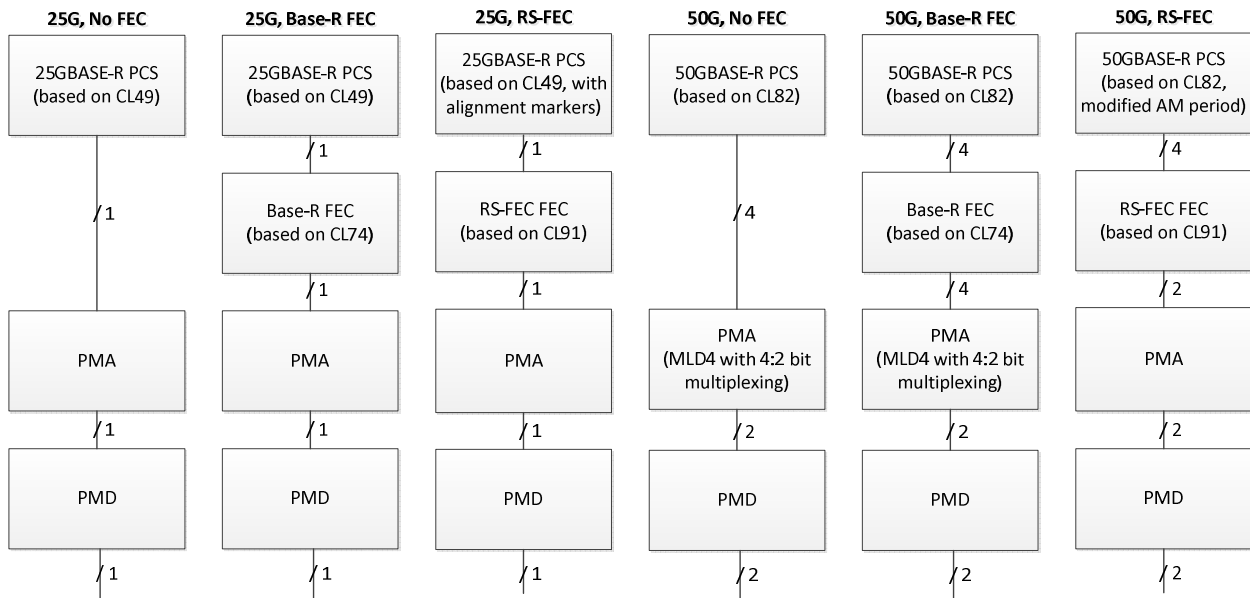 25G, No FEC
25GBASE-R PCS
(based on CL49)
/ 1
PMA
/ 1
PMD
/ 1
25G, Base-R FEC
25GBASE-R PCS
(based on CL49)
/ 1
Base-R FEC
(based on CL74)
/ 1
PMA
/ 1
PMD
/ 1
25G, RS-FEC
25GBASE-R PCS
(based on CL49, with
alignment markers)
/ 1
RS-FEC FEC
(based on CL91)
/ 1
PMA
/ 1
PMD
/ 1
50G, No FEC
50GBASE-R PCS
(based on CL82)
/ 4
PMA
(MLD4 with 4:2 bit
multiplexing)
/ 2
PMD
/ 2
50G, Base-R FEC
50GBASE-R PCS
(based on CL82)
/ 4
Base-R FEC
(based on CL74)
/ 4
PMA
(MLD4 with 4:2 bit
multiplexing)
/ 2
PMD
/ 2
50G, RS-FEC
50GBASE-R PCS
(based on CL82,
modified AM period)
/ 4
RS-FEC FEC
(based on CL91)
/ 2
PMA
/ 2
PMD
/ 2